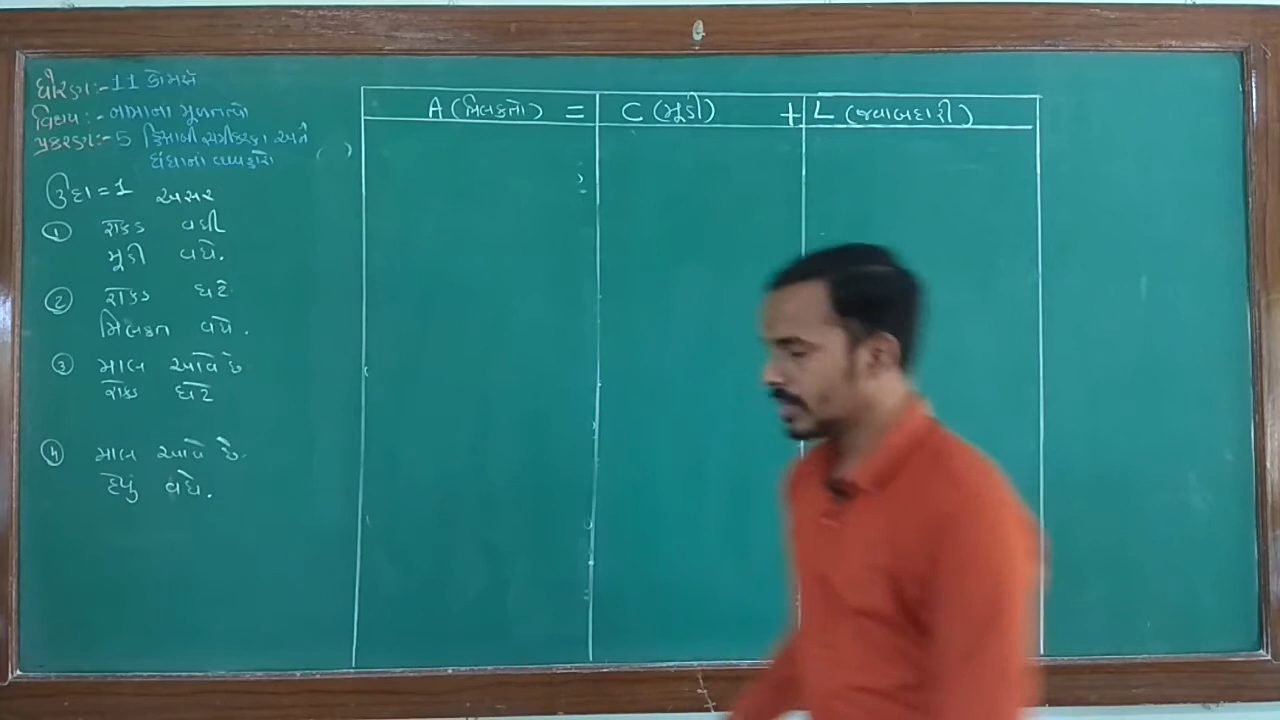 ધોરણ:- 11 કોમર્સ
વિષય:- નામાના મૂળતત્વો
પ્રકરણ:- 5 હિસાબી સમીકરણ અને
ધંધાના વ્યવહારો
A (મિલકતો) = C (મૂડી) + L (જવાબદારી)
ઉદા = 1 અસર
① રોકડ વધી
મૂડી વધે.
② રોકડ ઘટે
મિલકત વધે.
③ માલ આવે છે
રોકડ ઘટે
④ માલ આવે છે.
દેવું વધે.